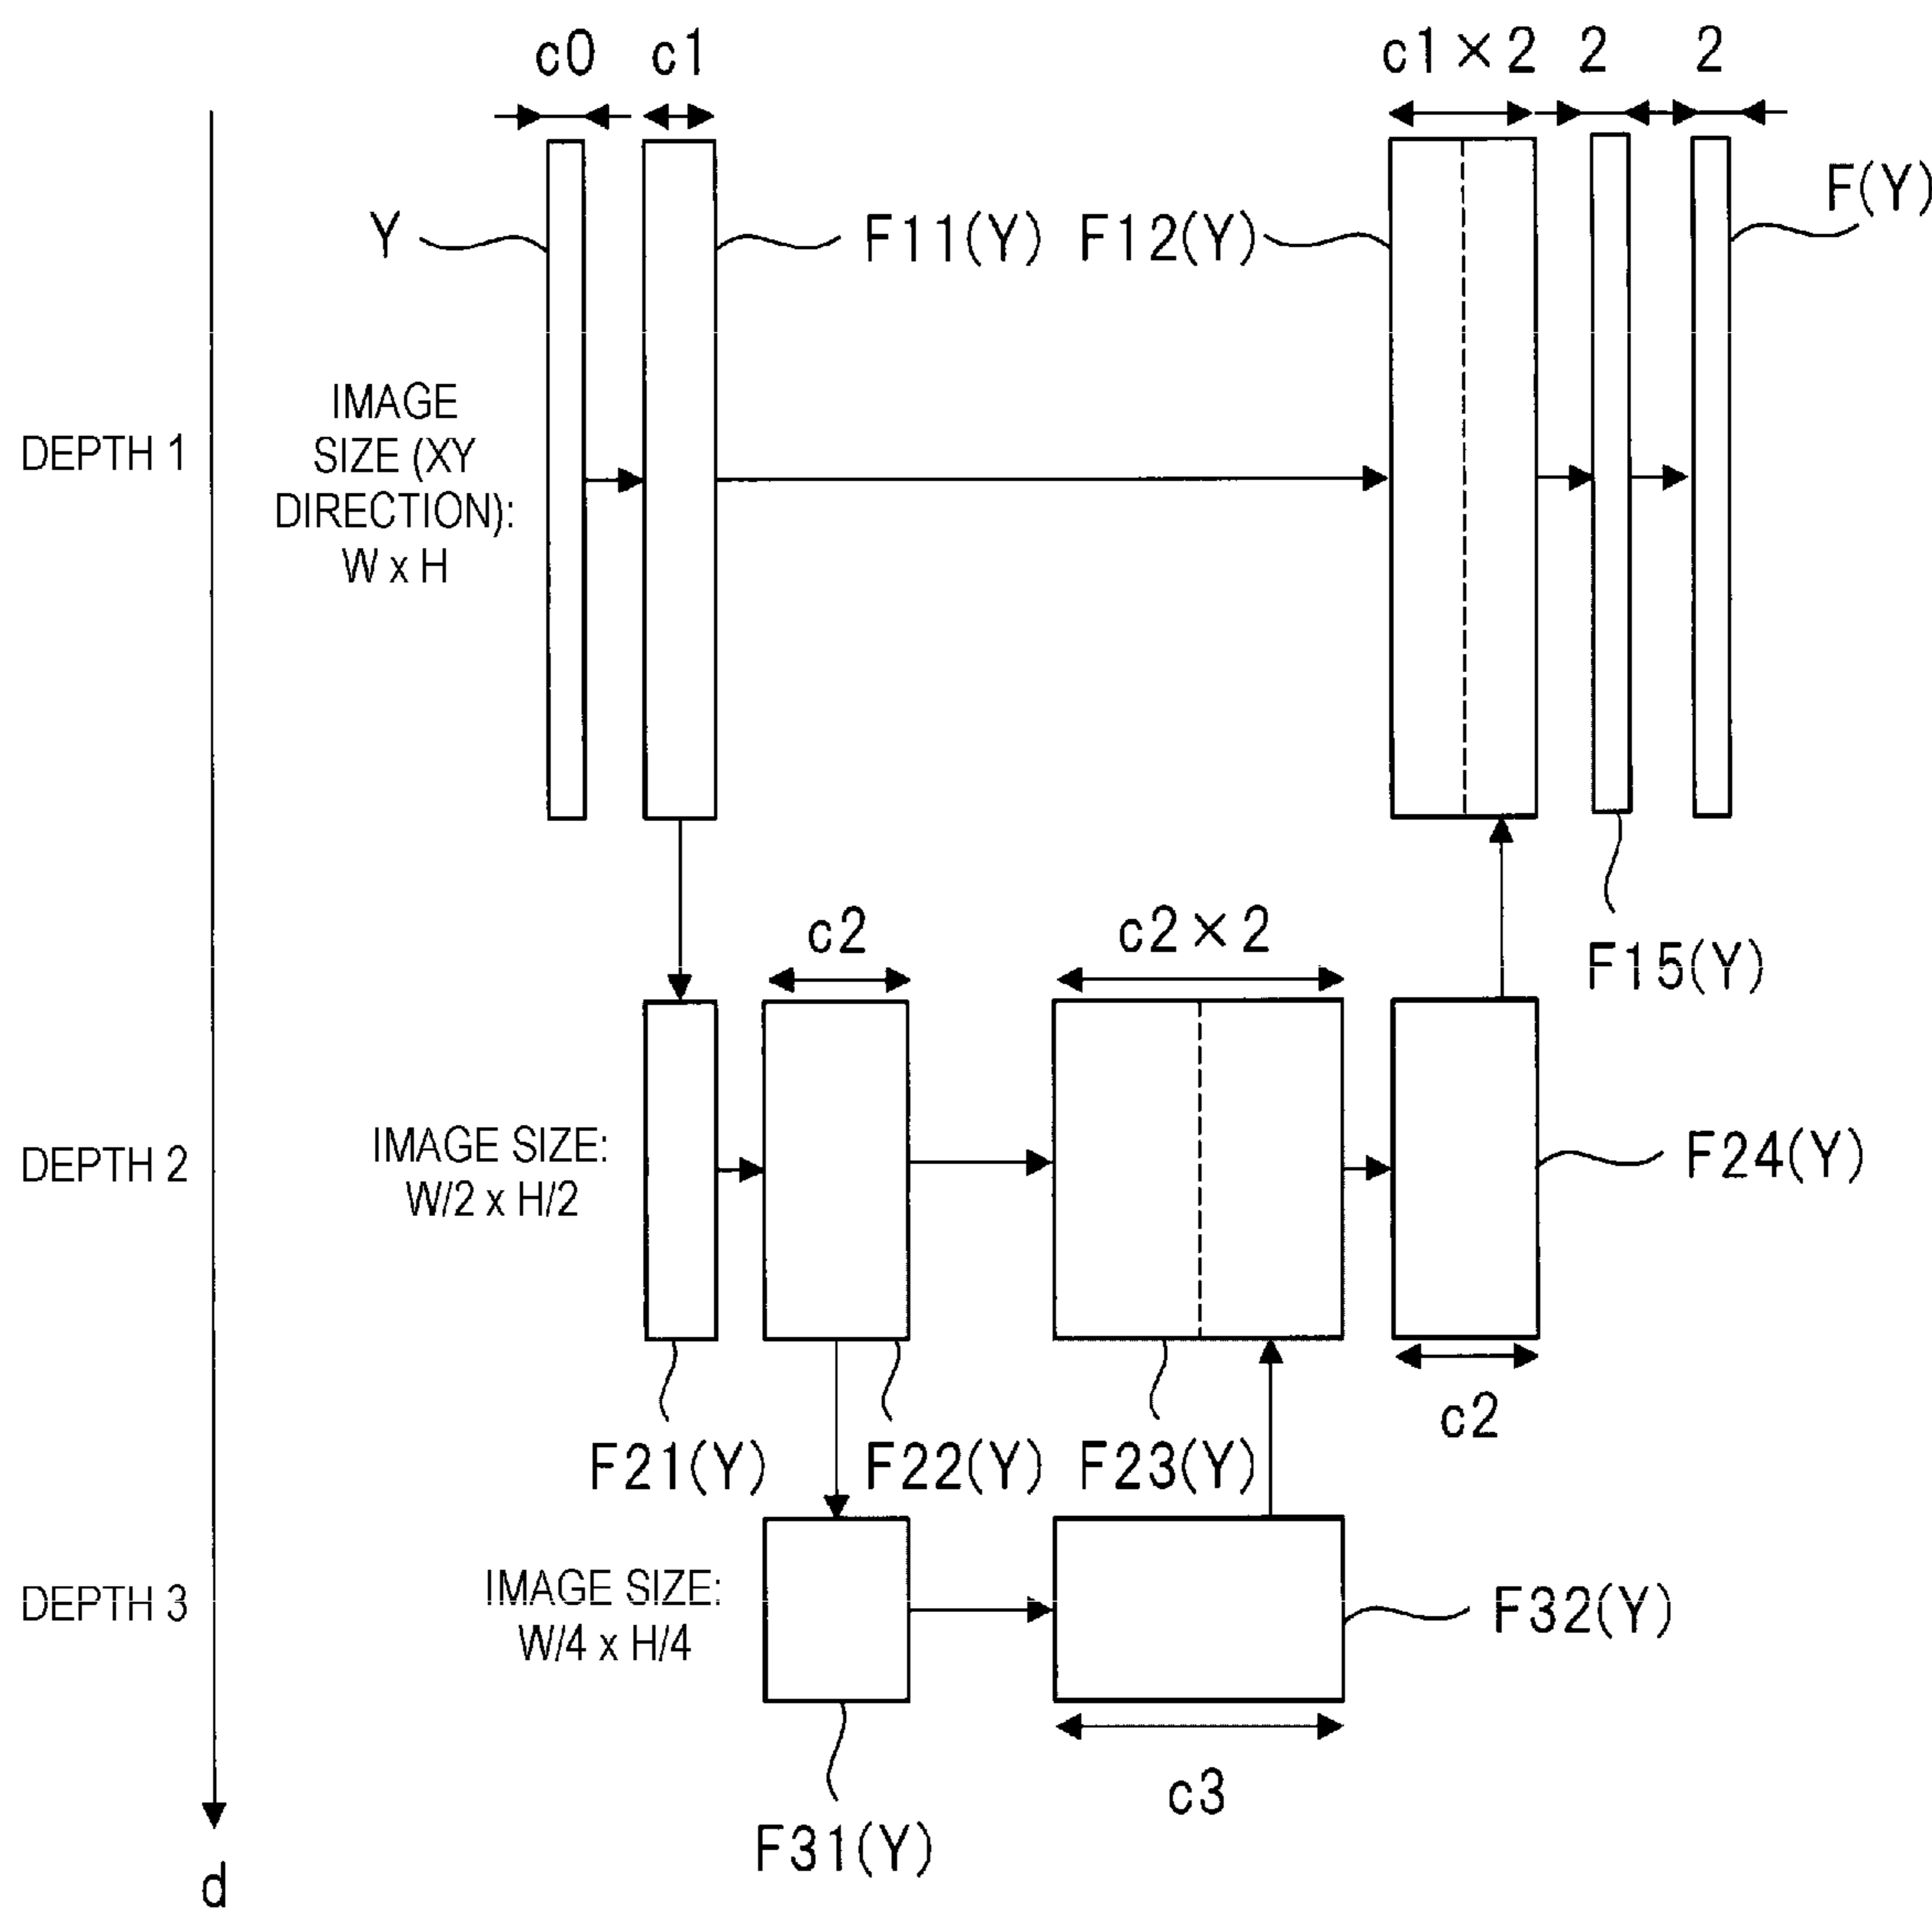 c0 c1 c1×2 2 2
Y F11(Y) F12(Y) F(Y)
DEPTH 1
IMAGE
SIZE (XY
DIRECTION):
W x H
c2 c2×2 F15(Y)
DEPTH 2
IMAGE SIZE:
W/2 x H/2
F24(Y)
c2
F21(Y) F22(Y) F23(Y)
DEPTH 3
IMAGE SIZE:
W/4 x H/4
F32(Y)
c3
F31(Y)
d